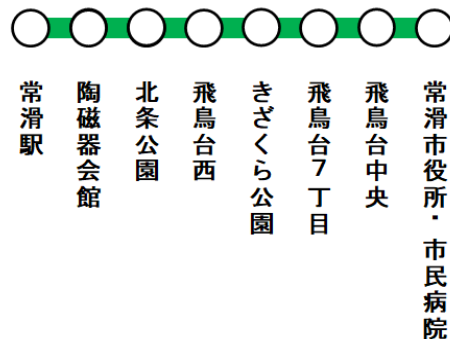 常滑駅
陶磁器会館
北条公園
飛鳥台西
きざくら公園
飛鳥台7丁目
飛鳥台中央
常滑市役所・市民病院